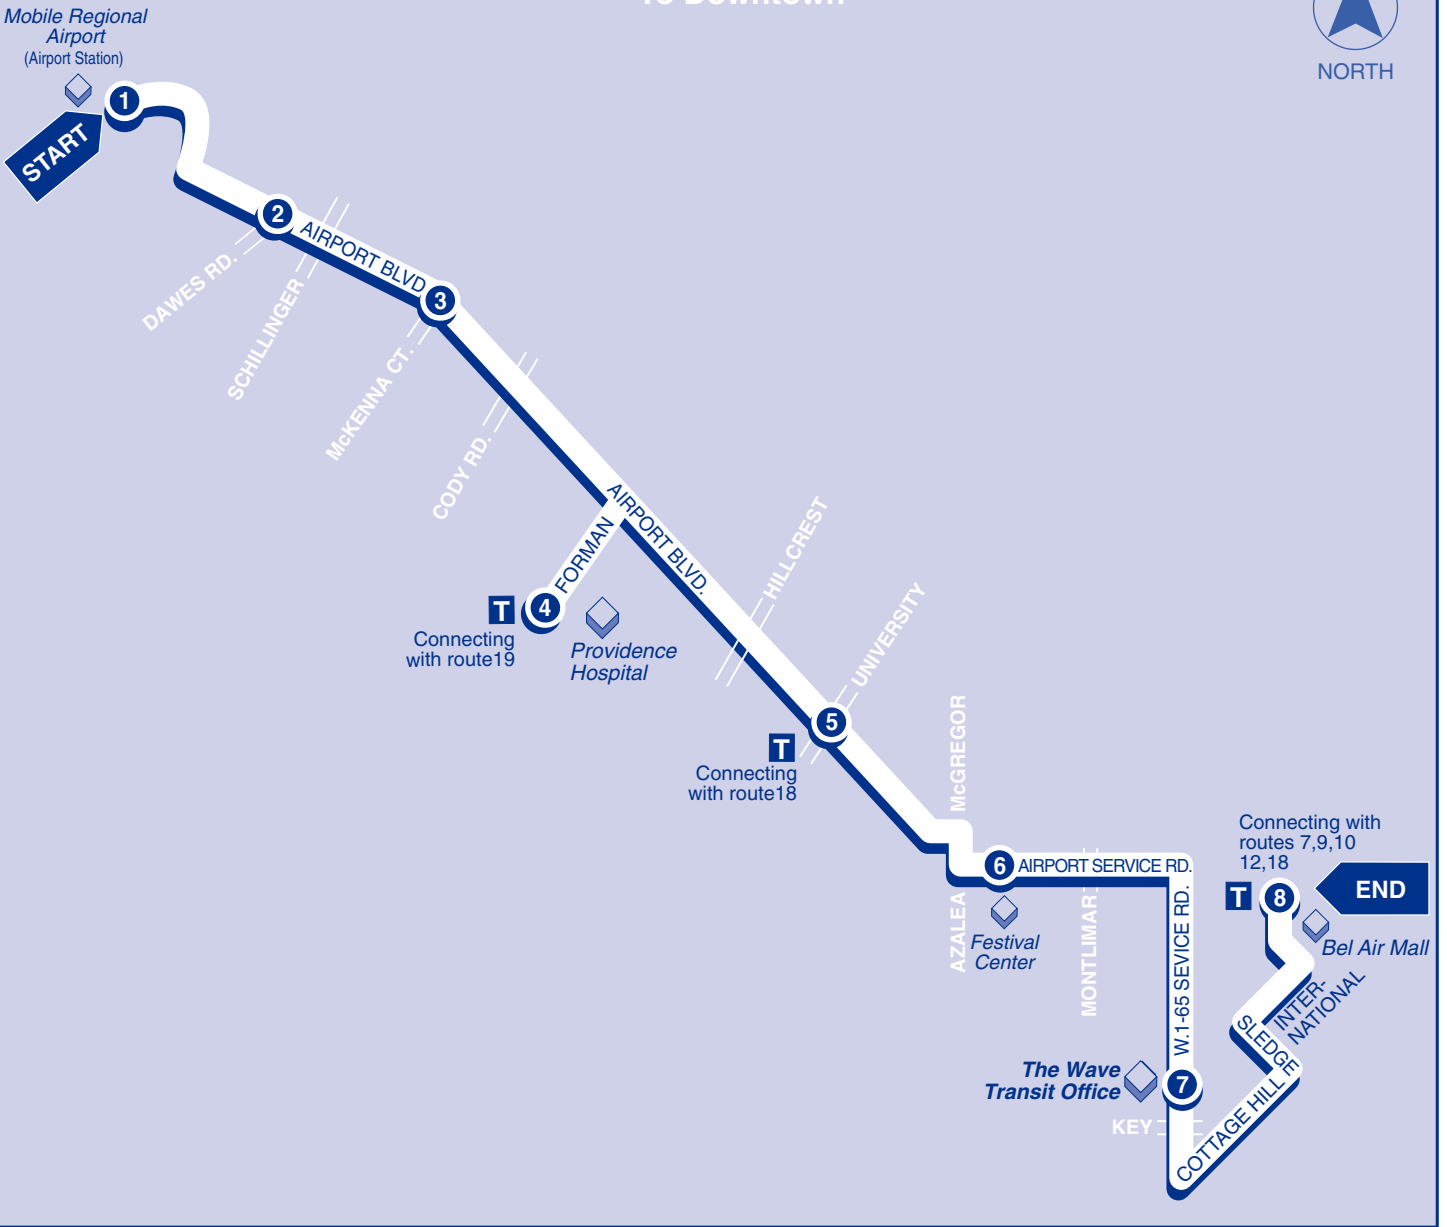 To Downtown
Mobile Regional
Airport
(Airport Station)
NORTH
1
START
2
AIRPORT BLVD
DAWES RD.
SCHILLINGER
3
McKENNA CT.
CODY RD.
AIRPORT BLVD.
FORMAN
HILLCREST
T
4
Connecting
with route19
Providence
Hospital
UNIVERSITY
5
T
Connecting
with route18
McGREGOR
6
AIRPORT SERVICE RD.
AZALEA
Festival
Center
MONTLIMAR
W.1-65 SEVICE RD.
Connecting with
routes 7,9,10
12,18
T
8
END
Bel Air Mall
INTER-
NATIONAL
SLEDGE
The Wave
Transit Office
7
KEY
COTTAGE HILL